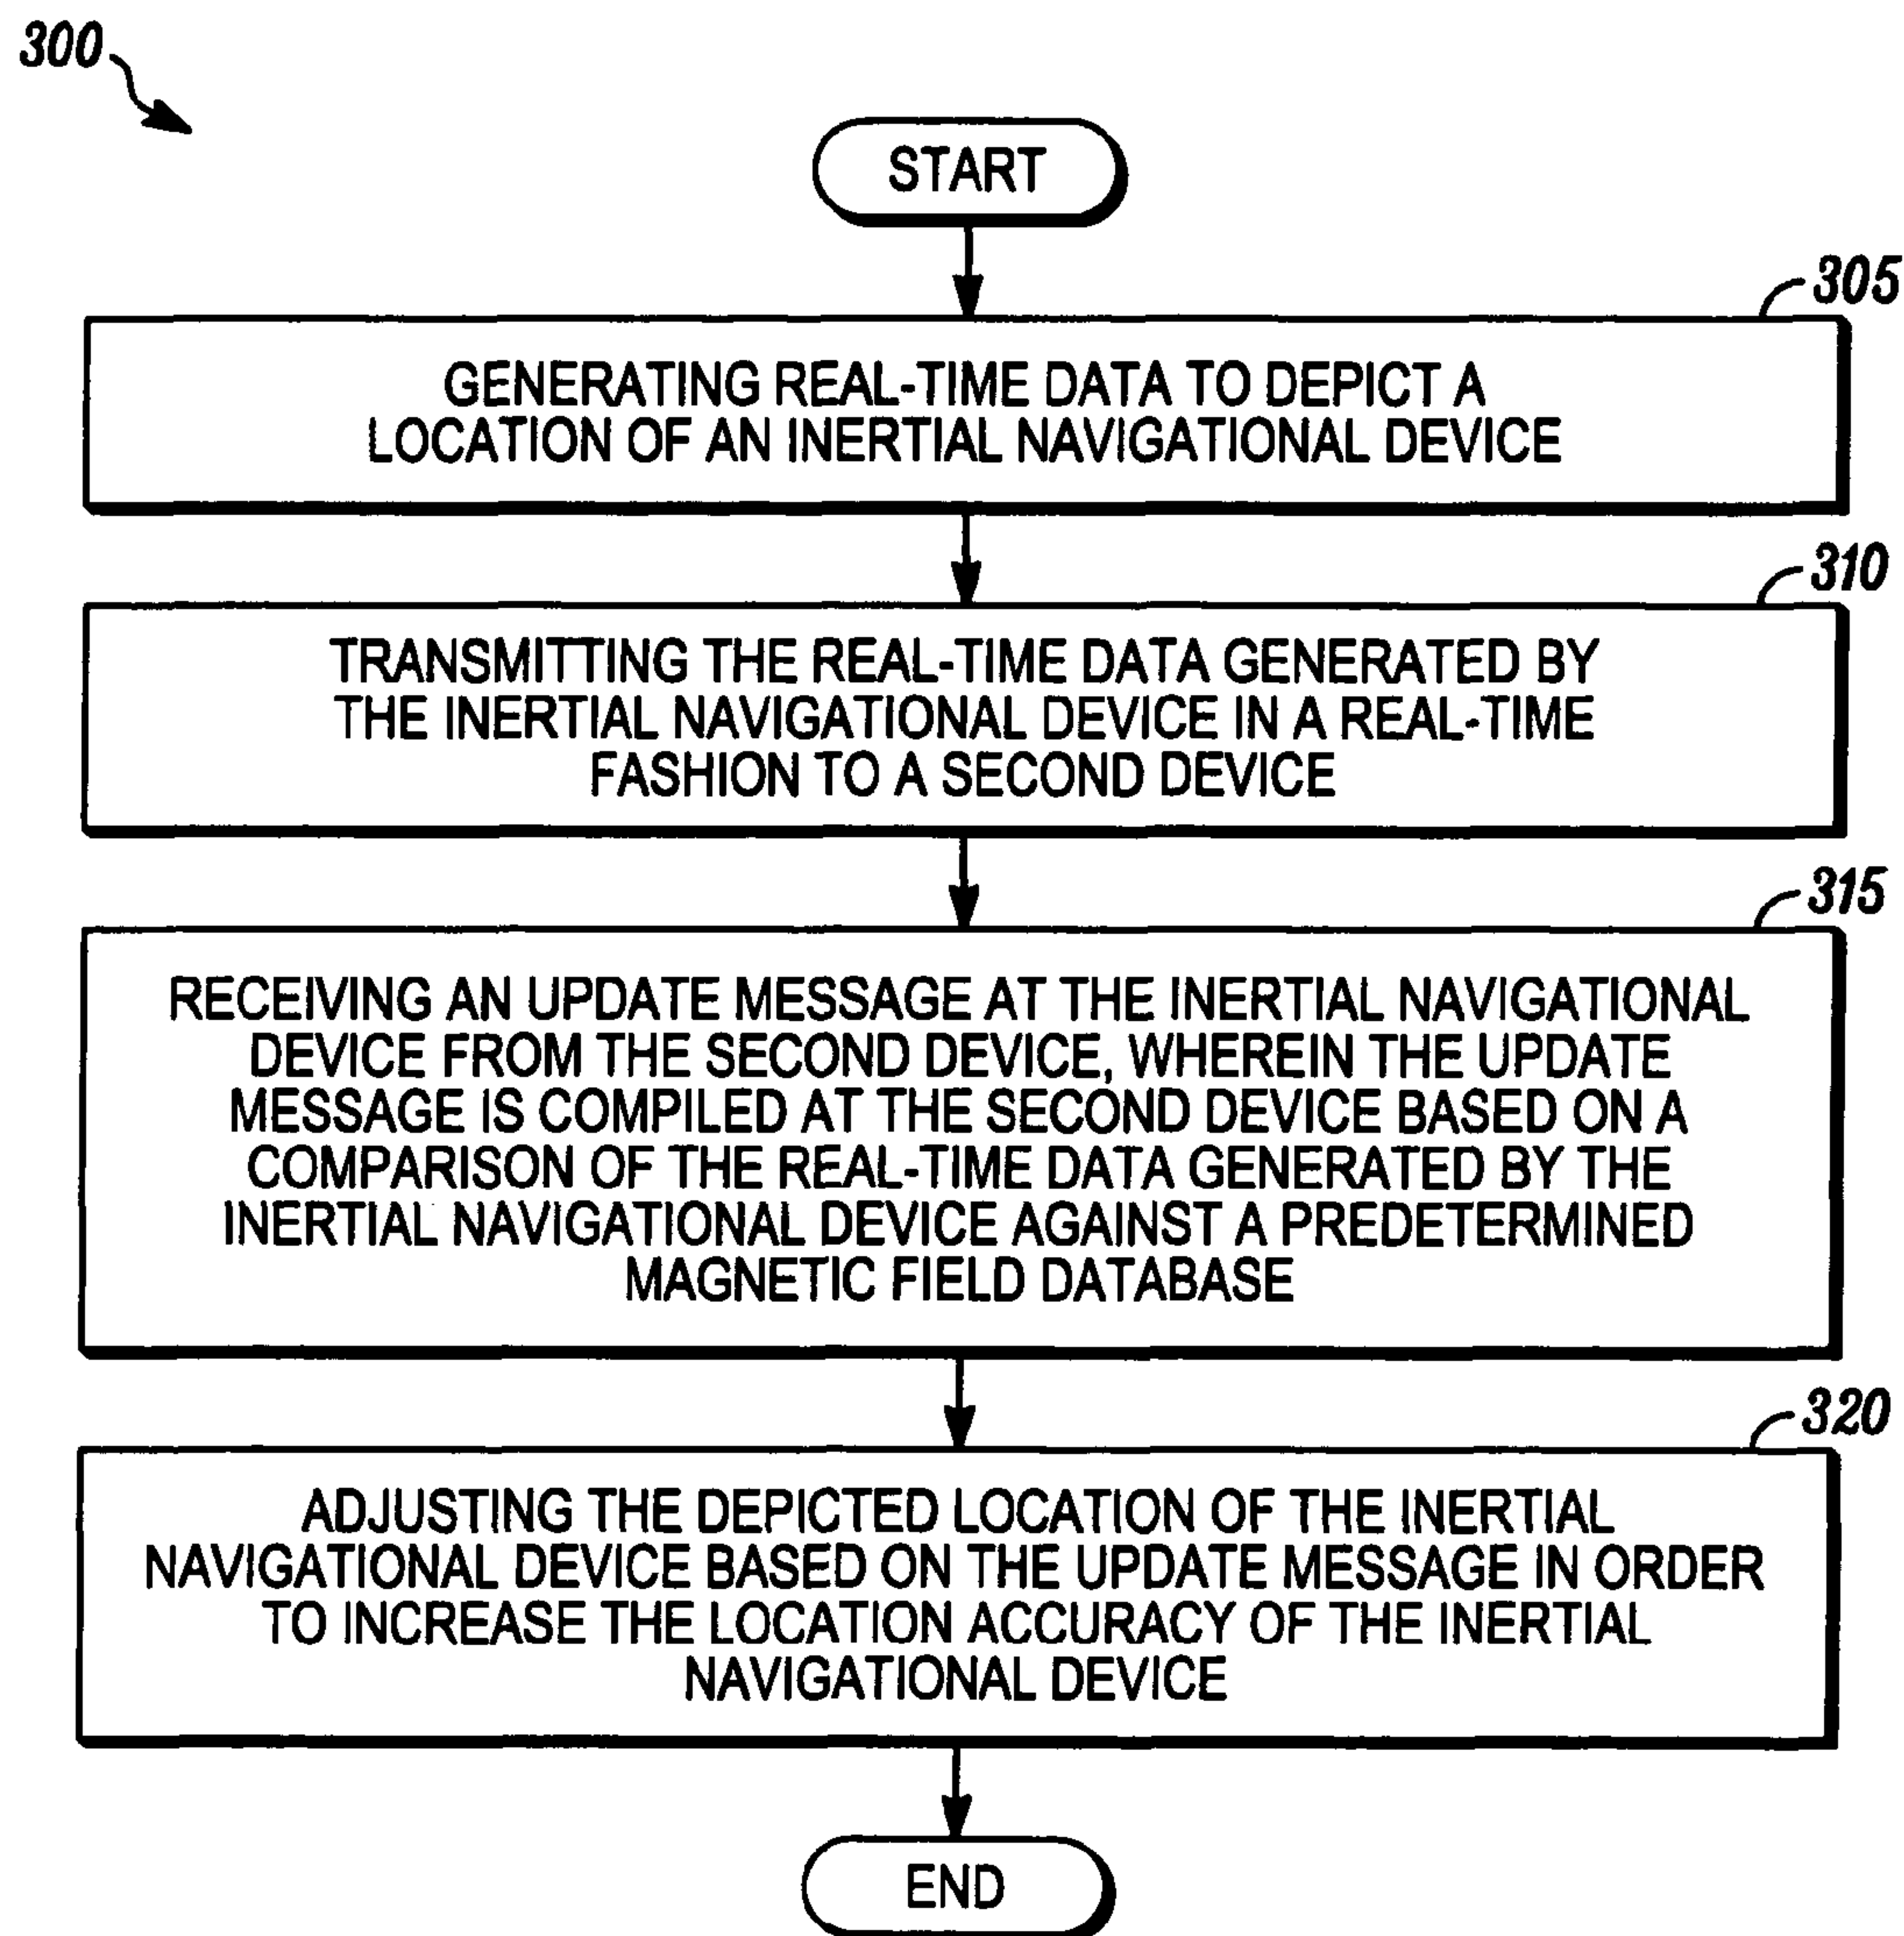 300
START
305
GENERATING REAL-TIME DATA TO DEPICT A
LOCATION OF AN INERTIAL NAVIGATIONAL DEVICE
310
TRANSMITTING THE REAL-TIME DATA GENERATED BY
THE INERTIAL NAVIGATIONAL DEVICE IN A REAL-TIME
FASHION TO A SECOND DEVICE
315
RECEIVING AN UPDATE MESSAGE AT THE INERTIAL NAVIGATIONAL
DEVICE FROM THE SECOND DEVICE, WHEREIN THE UPDATE
MESSAGE IS COMPILED AT THE SECOND DEVICE BASED ON A
COMPARISON OF THE REAL-TIME DATA GENERATED BY THE
INERTIAL NAVIGATIONAL DEVICE AGAINST A PREDETERMINED
MAGNETIC FIELD DATABASE
320
ADJUSTING THE DEPICTED LOCATION OF THE INERTIAL
NAVIGATIONAL DEVICE BASED ON THE UPDATE MESSAGE IN ORDER
TO INCREASE THE LOCATION ACCURACY OF THE INERTIAL
NAVIGATIONAL DEVICE
END